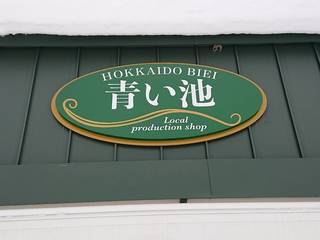 HOKKAIDO BIEI
青い池
Local
production shop